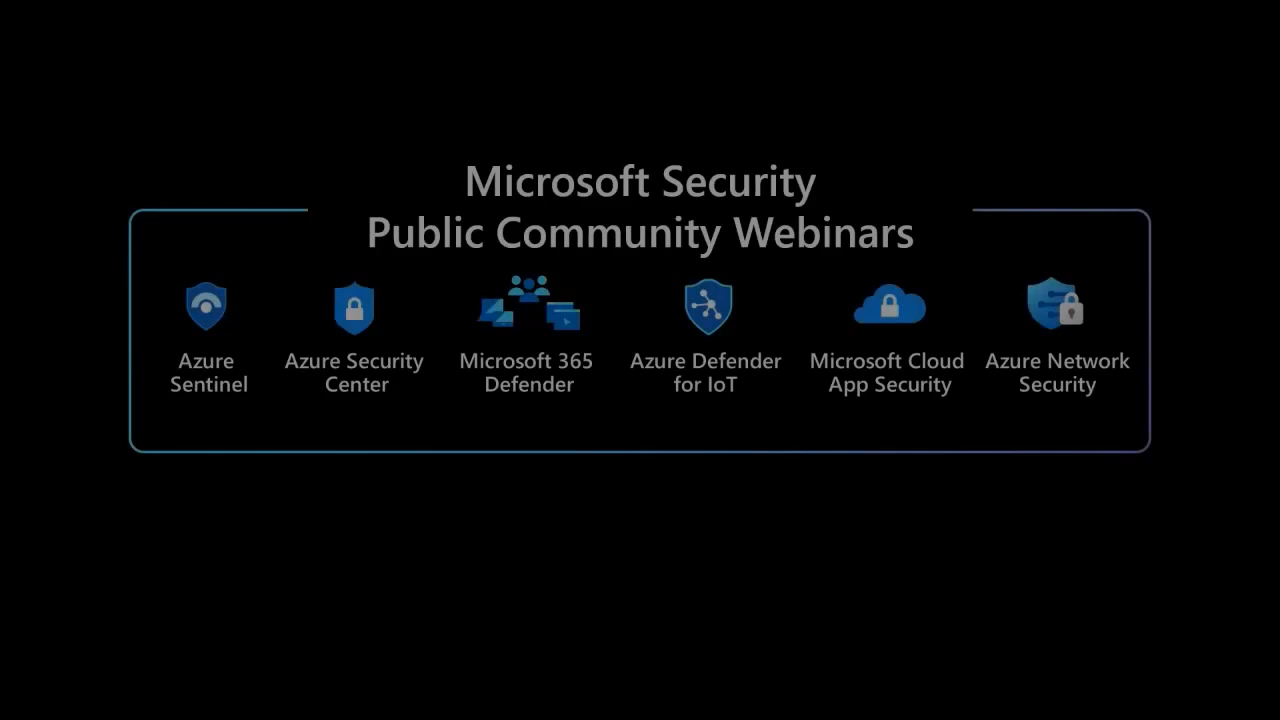 Microsoft Security
Public Community Webinars
Azure
Sentinel
Azure Security
Center
Microsoft 365
Defender
Azure Defender
for IoT
Microsoft Cloud
App Security
Azure Network
Security